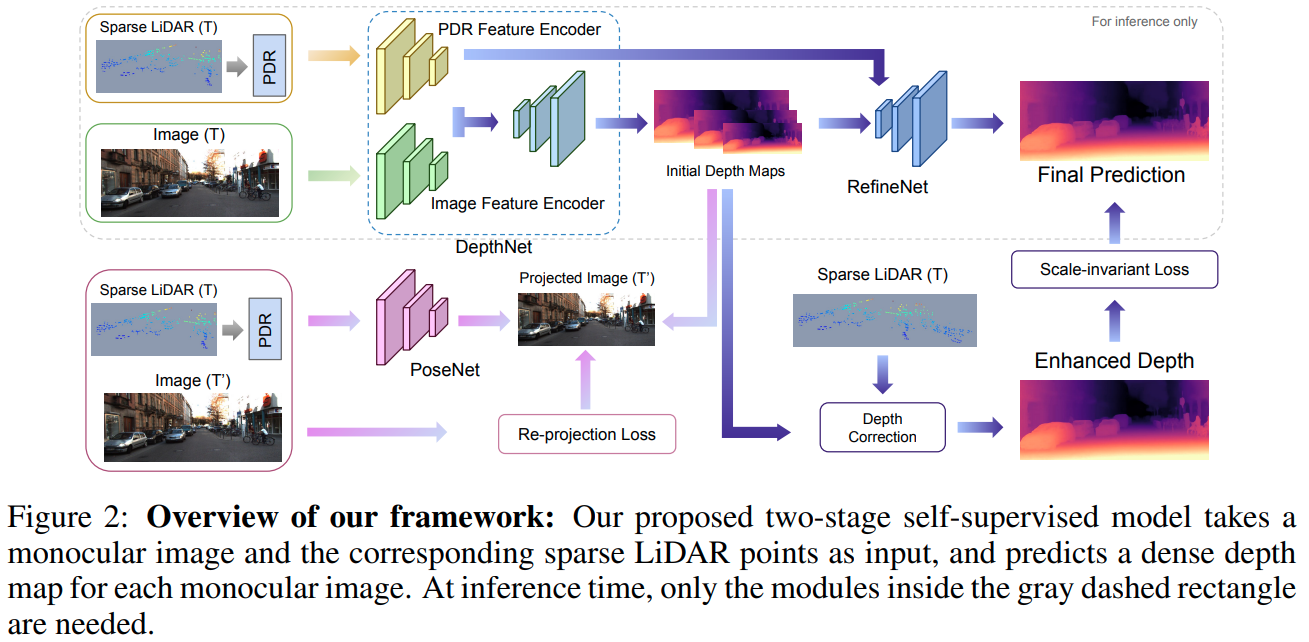 Sparse LiDAR (T)
PDR
PDR Feature Encoder
For inference only
Image (T)
Image Feature Encoder
DepthNet
Initial Depth Maps
RefineNet
Final Prediction
Sparse LiDAR (T)
PDR
Image (T')
PoseNet
Projected Image (T')
Re-projection Loss
Sparse LiDAR (T)
Depth
Correction
Scale-invariant Loss
Enhanced Depth
Figure 2: Overview of our framework: Our proposed two-stage self-supervised model takes a
monocular image and the corresponding sparse LiDAR points as input, and predicts a dense depth
map for each monocular image. At inference time, only the modules inside the gray dashed rectangle
are needed.